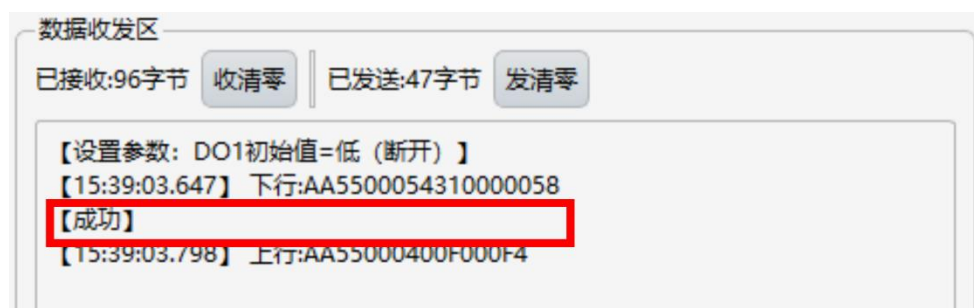 数据收发区
已接收:96字节 收清零 已发送:47字节 发清零
【设置参数：DO1初始值=低（断开）】
【15:39:03.647】 下行:AA5500054310000058
【成功】
【15:39:03.798】 上行:AA55000400F000F4